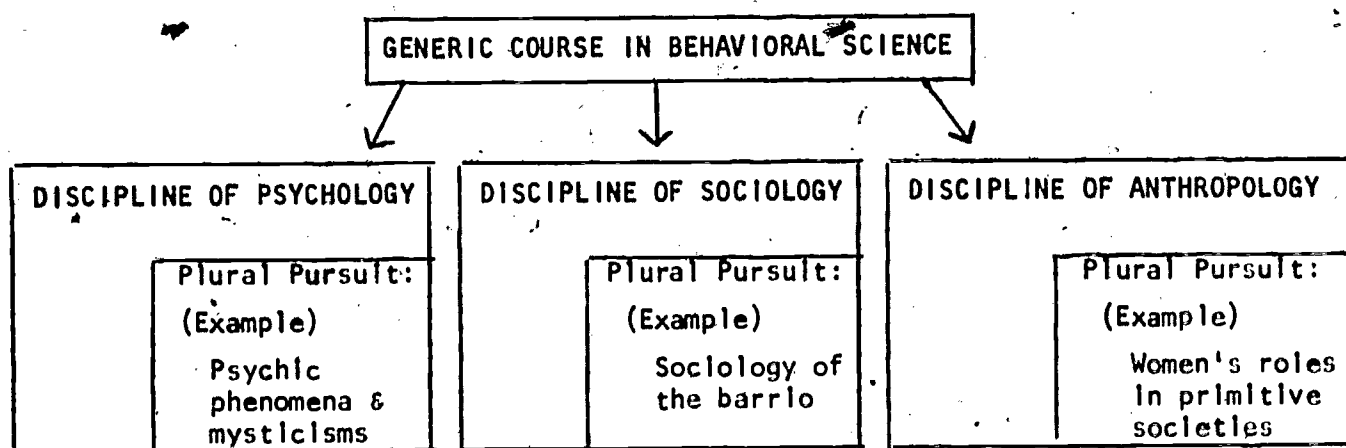 GENERIC COURSE IN BEHAVIORAL SCIENCE
DISCIPLINE OF PSYCHOLOGY
Plural Pursuit:
(Example)
Psychic
phenomena &
mysticisms
DISCIPLINE OF SOCIOLOGY
Plural Pursuit:
(Example)
Sociology of
the barrio
DISCIPLINE OF ANTHROPOLOGY
Plural Pursuit:
(Example)
Women's roles
in primitive
societies